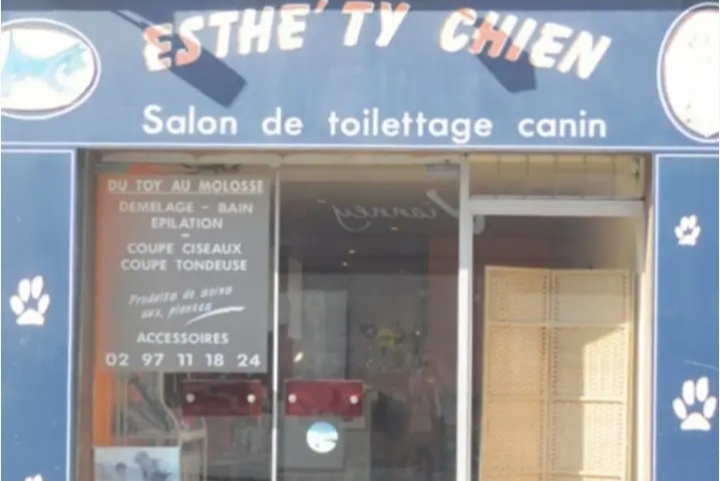 ESTHE'TY CHIEN
Salon de toilettage canin
DU TOY AU MOLOSSE
DEMELAGE - BAIN
EPILATION
-
COUPE CISEAUX
COUPE TONDEUSE
Produits de soins
aux plantes
ACCESSOIRES
02 97 11 18 24
Vianney